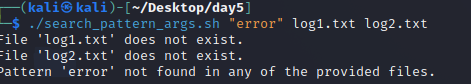 ┌──(kali㉿kali)-[~/Desktop/day5]
└─$ ./search_pattern_args.sh "error" log1.txt log2.txt
File 'log1.txt' does not exist.
File 'log2.txt' does not exist.
Pattern 'error' not found in any of the provided files.